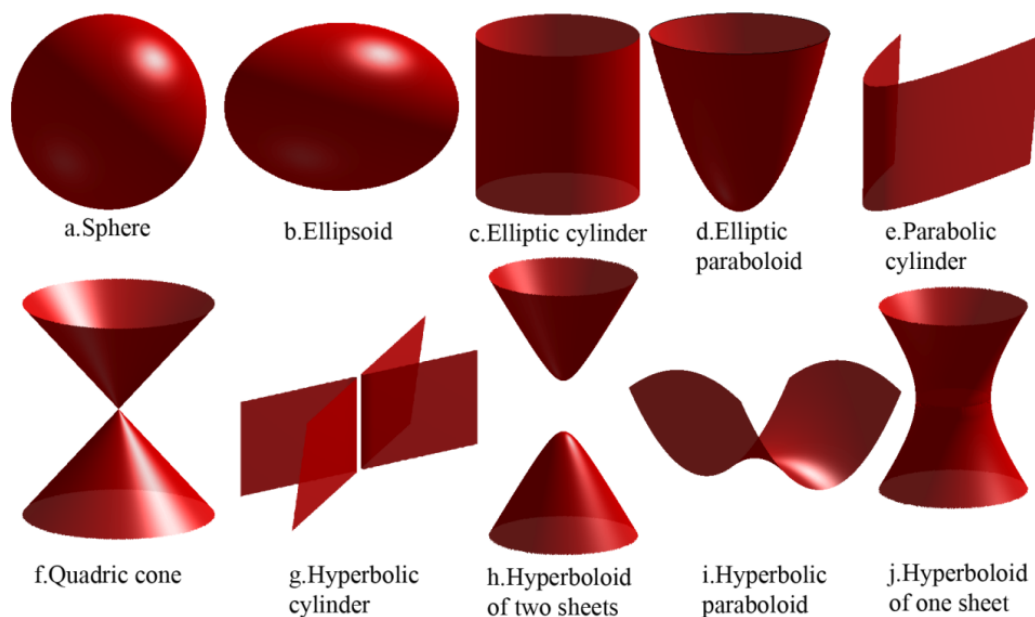 a.Sphere
b.Ellipsoid
c.Elliptic cylinder
d.Elliptic
paraboloid
e.Parabolic
cylinder
f.Quadric cone
g.Hyperbolic
cylinder
h.Hyperboloid
of two sheets
i.Hyperbolic
paraboloid
j.Hyperboloid
of one sheet